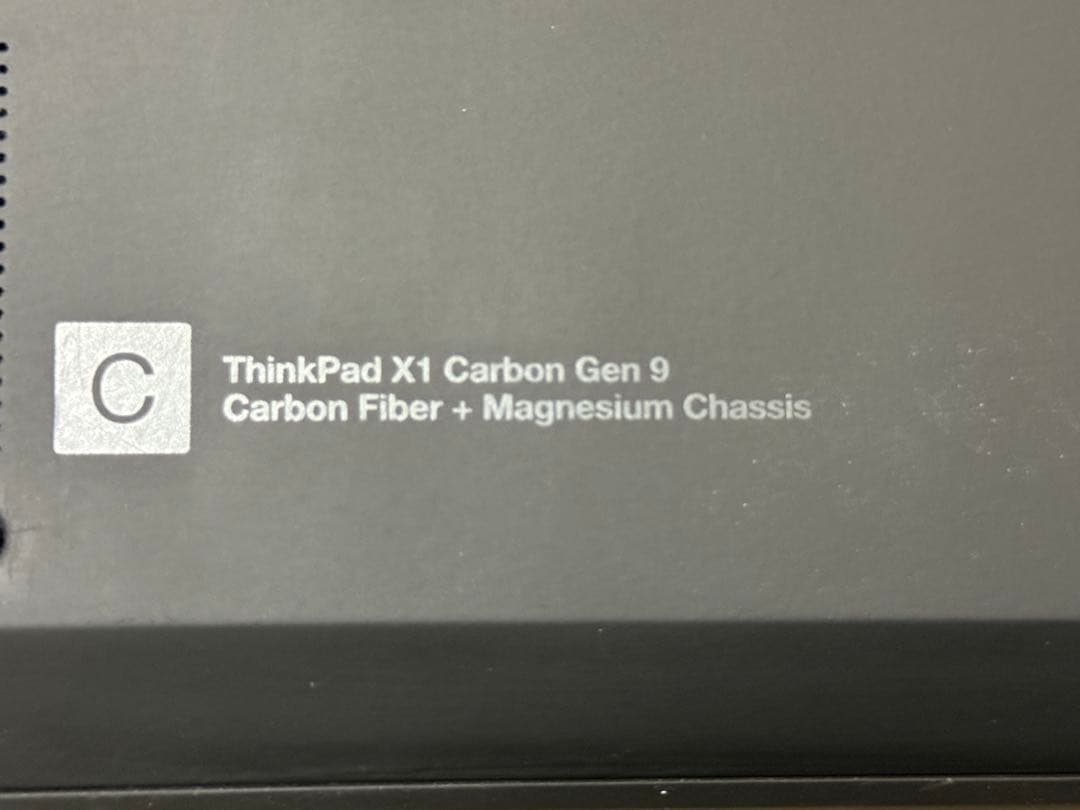 C
ThinkPad X1 Carbon Gen 9
Carbon Fiber + Magnesium Chassis